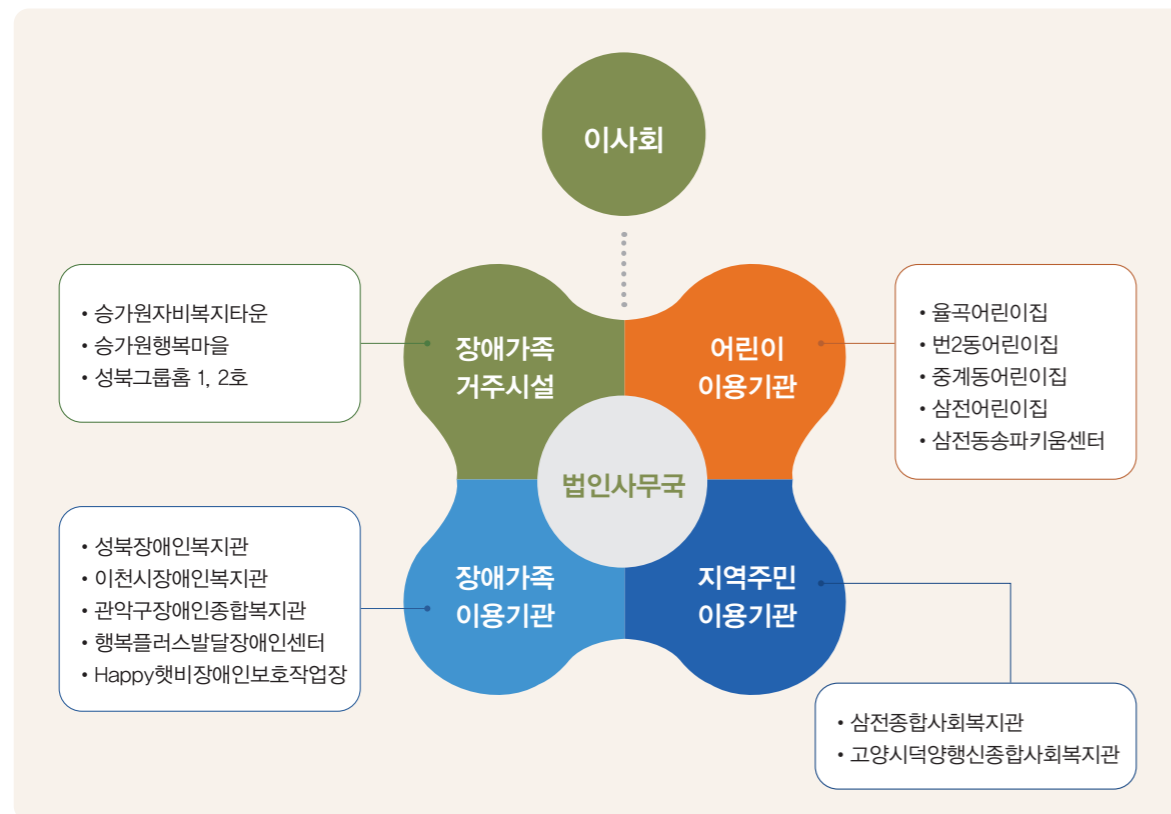 이사회
• 승가원자비복지타운
• 승가원행복마을
• 성북그룹홈 1, 2호
장애가족
거주시설
어린이
이용기관
• 율곡어린이집
• 번2동어린이집
• 중계동어린이집
• 삼전어린이집
• 삼전동송파키움센터
법인사무국
• 성북장애인복지관
• 이천시장애인복지관
• 관악구장애인종합복지관
• 행복플러스발달장애인센터
• Happy햇비장애인보호작업장
장애가족
이용기관
지역주민
이용기관
• 삼전종합사회복지관
• 고양시덕양행신종합사회복지관